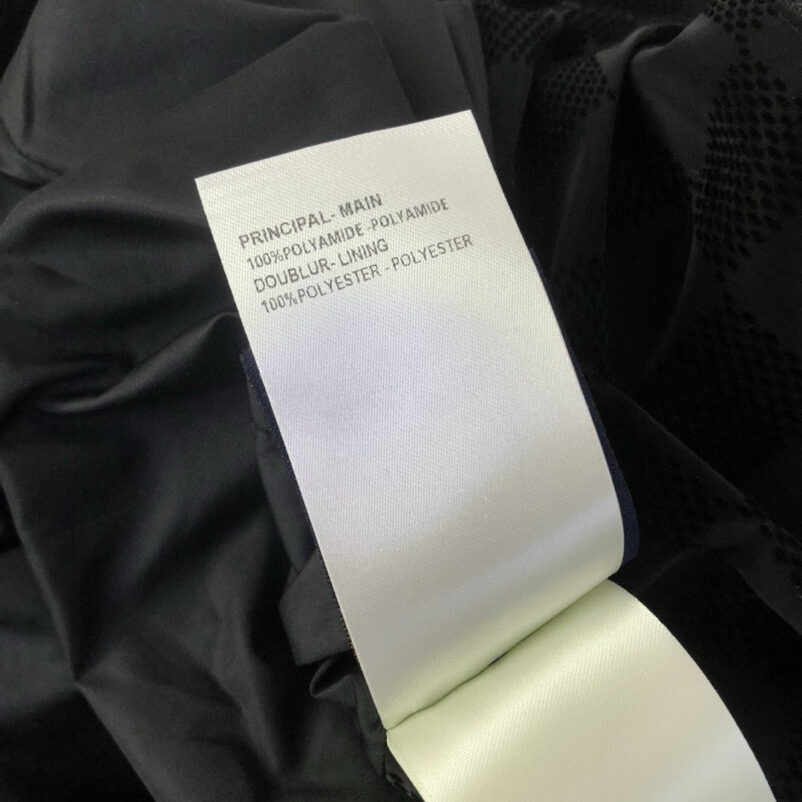 PRINCIPAL- MAIN
100%POLYAMIDE -POLYAMIDE
DOUBLUR- LINING
100%POLYESTER -POLYESTER